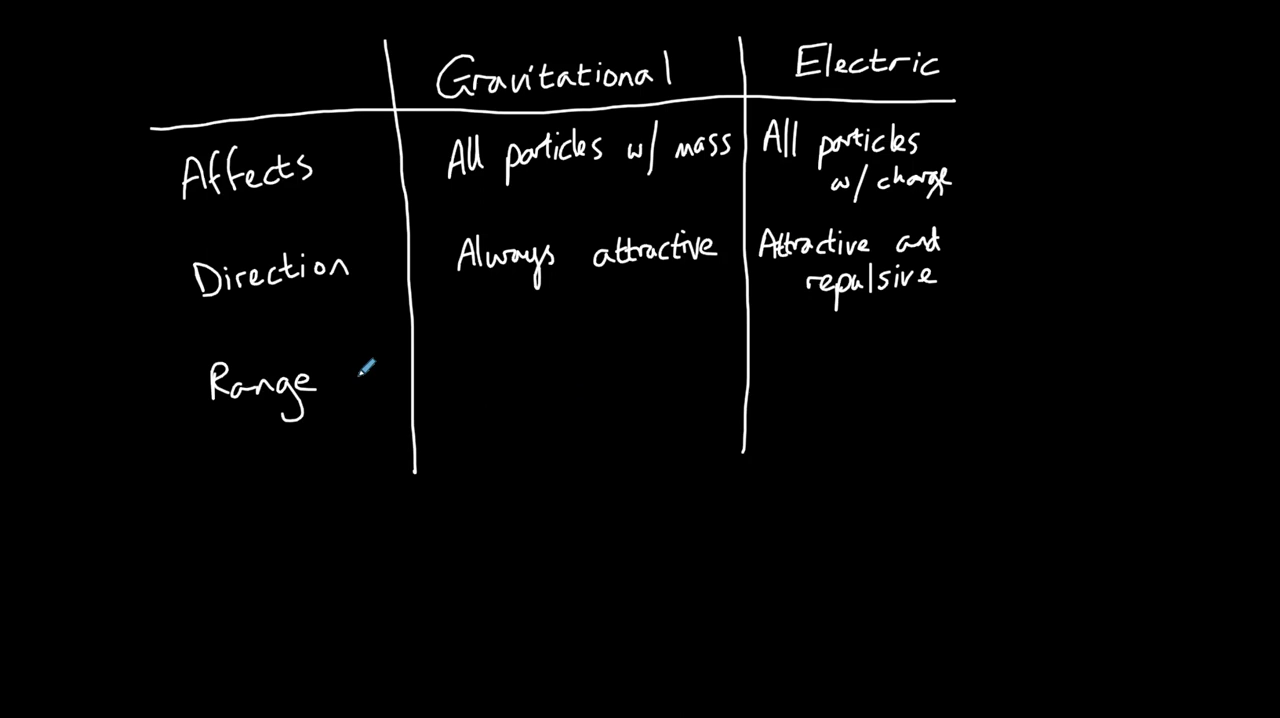 Gravitational Electric
Affects All particles w/ mass All particles
w/ charge
Direction Always attractive Attractive and
repulsive
Range